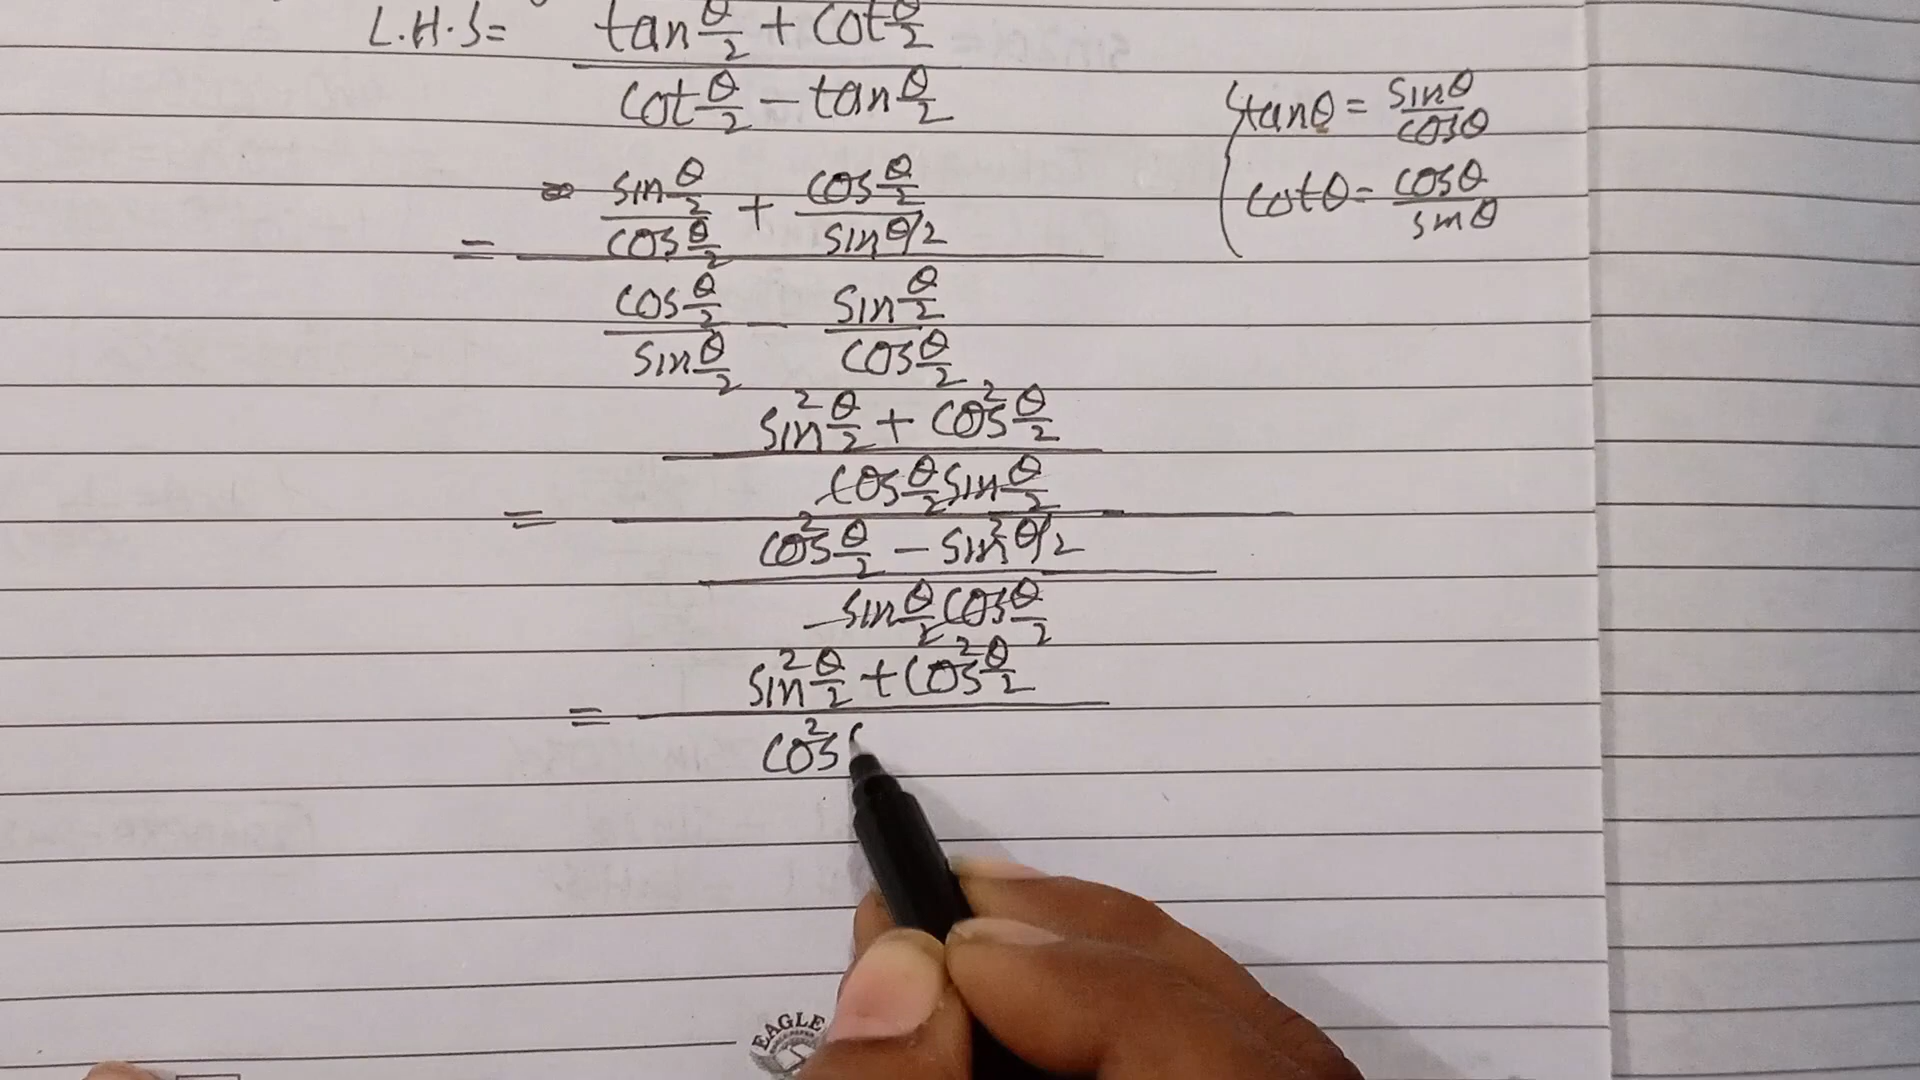 L.H.S = tan θ/2 + cot θ/2
cot θ/2 − tan θ/2
tanθ = sinθ/cosθ
cotθ = cosθ/sinθ
= sin θ/2 / cos θ/2 + cos θ/2 / sin θ/2
cos θ/2 / sin θ/2 − sin θ/2 / cos θ/2
sin² θ/2 + cos² θ/2
= cos θ/2 sin θ/2
cos² θ/2 − sin² θ/2
sin θ/2 cos θ/2
= sin² θ/2 + cos² θ/2
cos²
EAGLE